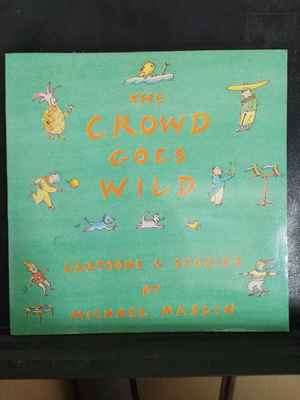 THE
CROWD
GOES
WILD
CARTOONS & STORIES
BY
MICHAEL MASLIN